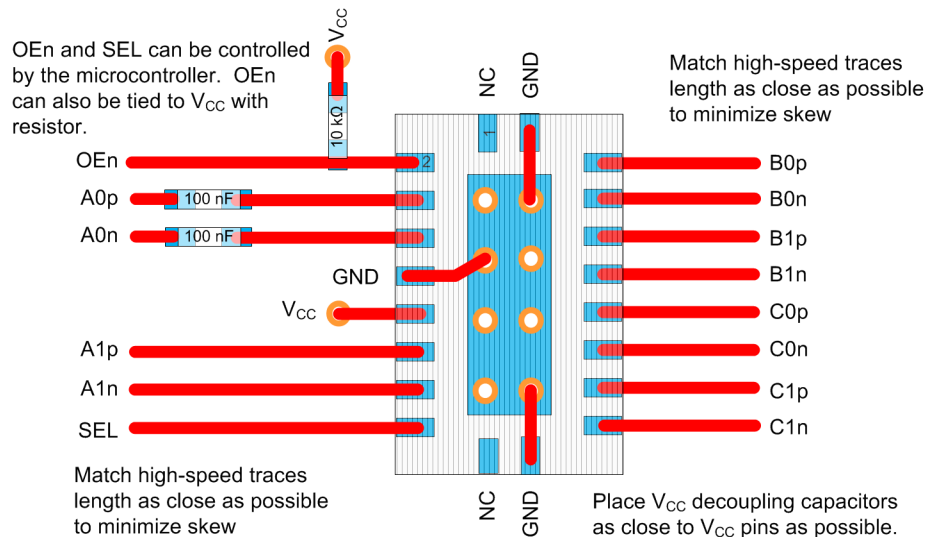 OEn and SEL can be controlled
by the microcontroller. OEn
can also be tied to VCC with
resistor.
VCC
10 kΩ
NC
GND
Match high-speed traces
length as close as possible
to minimize skew
1
2
OEn
A0p
100 nF
A0n
100 nF
GND
VCC
A1p
A1n
SEL
B0p
B0n
B1p
B1n
C0p
C0n
C1p
C1n
Match high-speed traces
length as close as possible
to minimize skew
NC
GND
Place VCC decoupling capacitors
as close to VCC pins as possible.